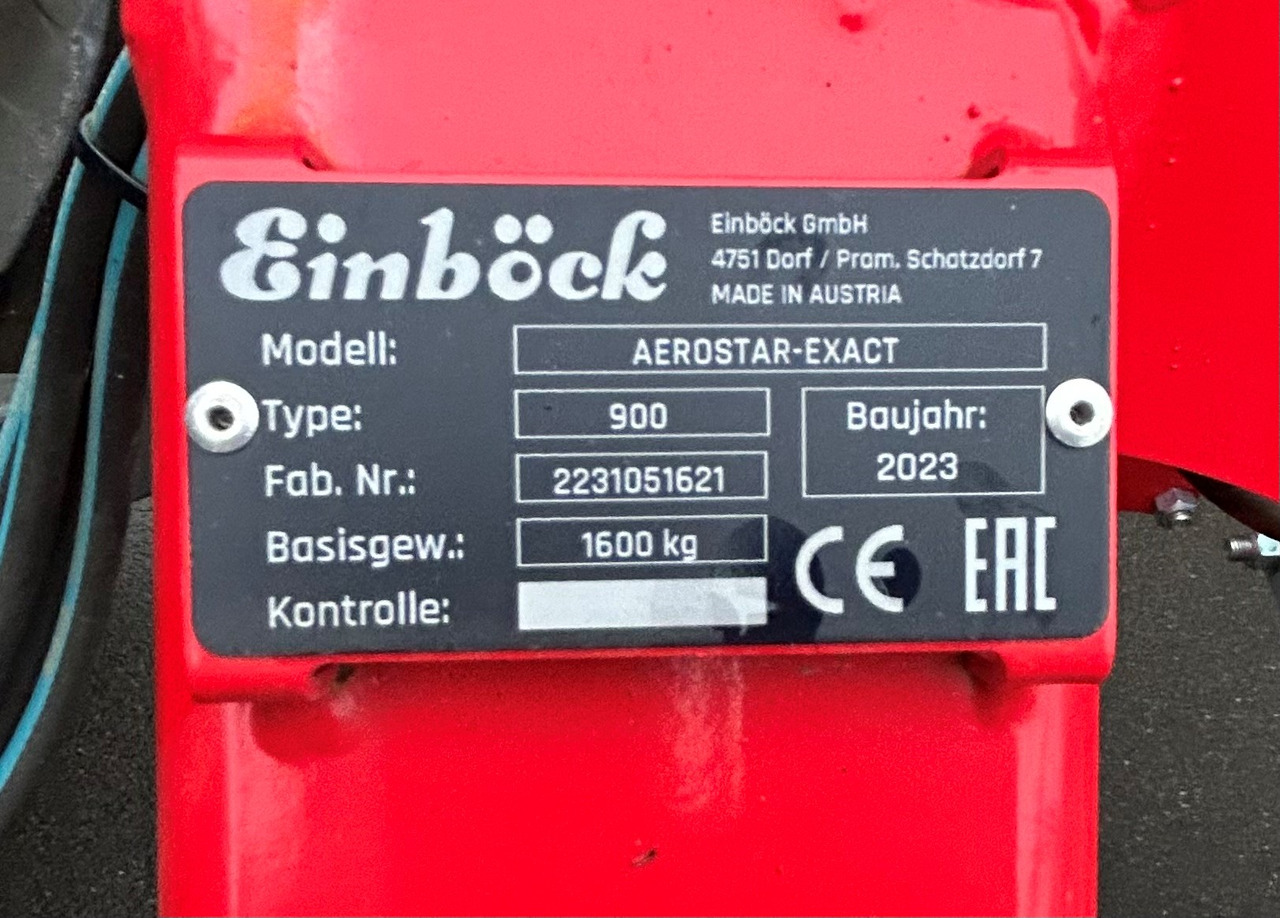 Einböck
Einböck GmbH
4751 Dorf / Pram. Schatzdorf 7
MADE IN AUSTRIA
Modell: AEROSTAR-EXACT
Type: 900
Baujahr:
2023
Fab. Nr.: 2231051621
Basisgew.: 1600 kg
CE EAC
Kontrolle: